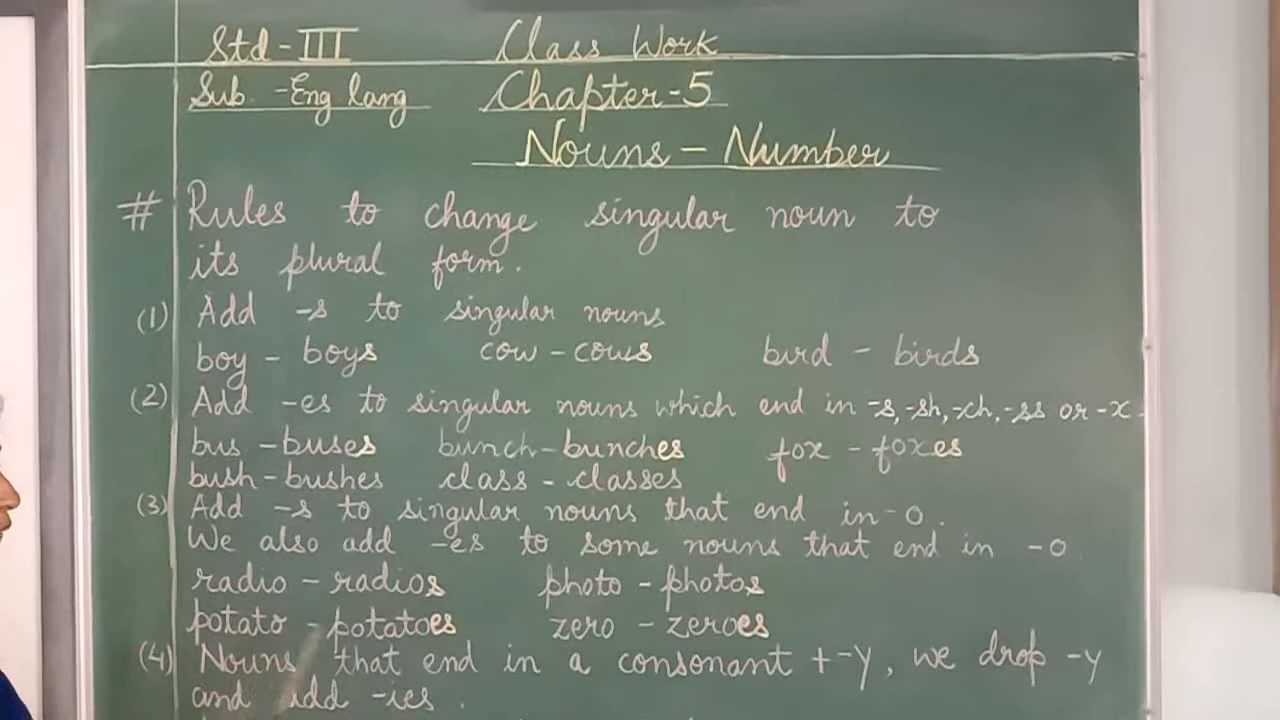 Std - III Class Work
Sub. - Eng lang Chapter - 5
Nouns - Number
# Rules to change singular noun to
its plural form.
(1) Add -s to singular nouns
boy - boys cow - cows bird - birds
(2) Add -es to singular nouns which end in -s, -sh, -ch, -ss or -x.
bus - buses bunch - bunches fox - foxes
bush - bushes class - classes
(3) Add -s to singular nouns that end in -o.
We also add -es to some nouns that end in -o
radio - radios photo - photos
potato - potatoes zero - zeroes
(4) Nouns that end in a consonant + -y, we drop -y
and add -ies.